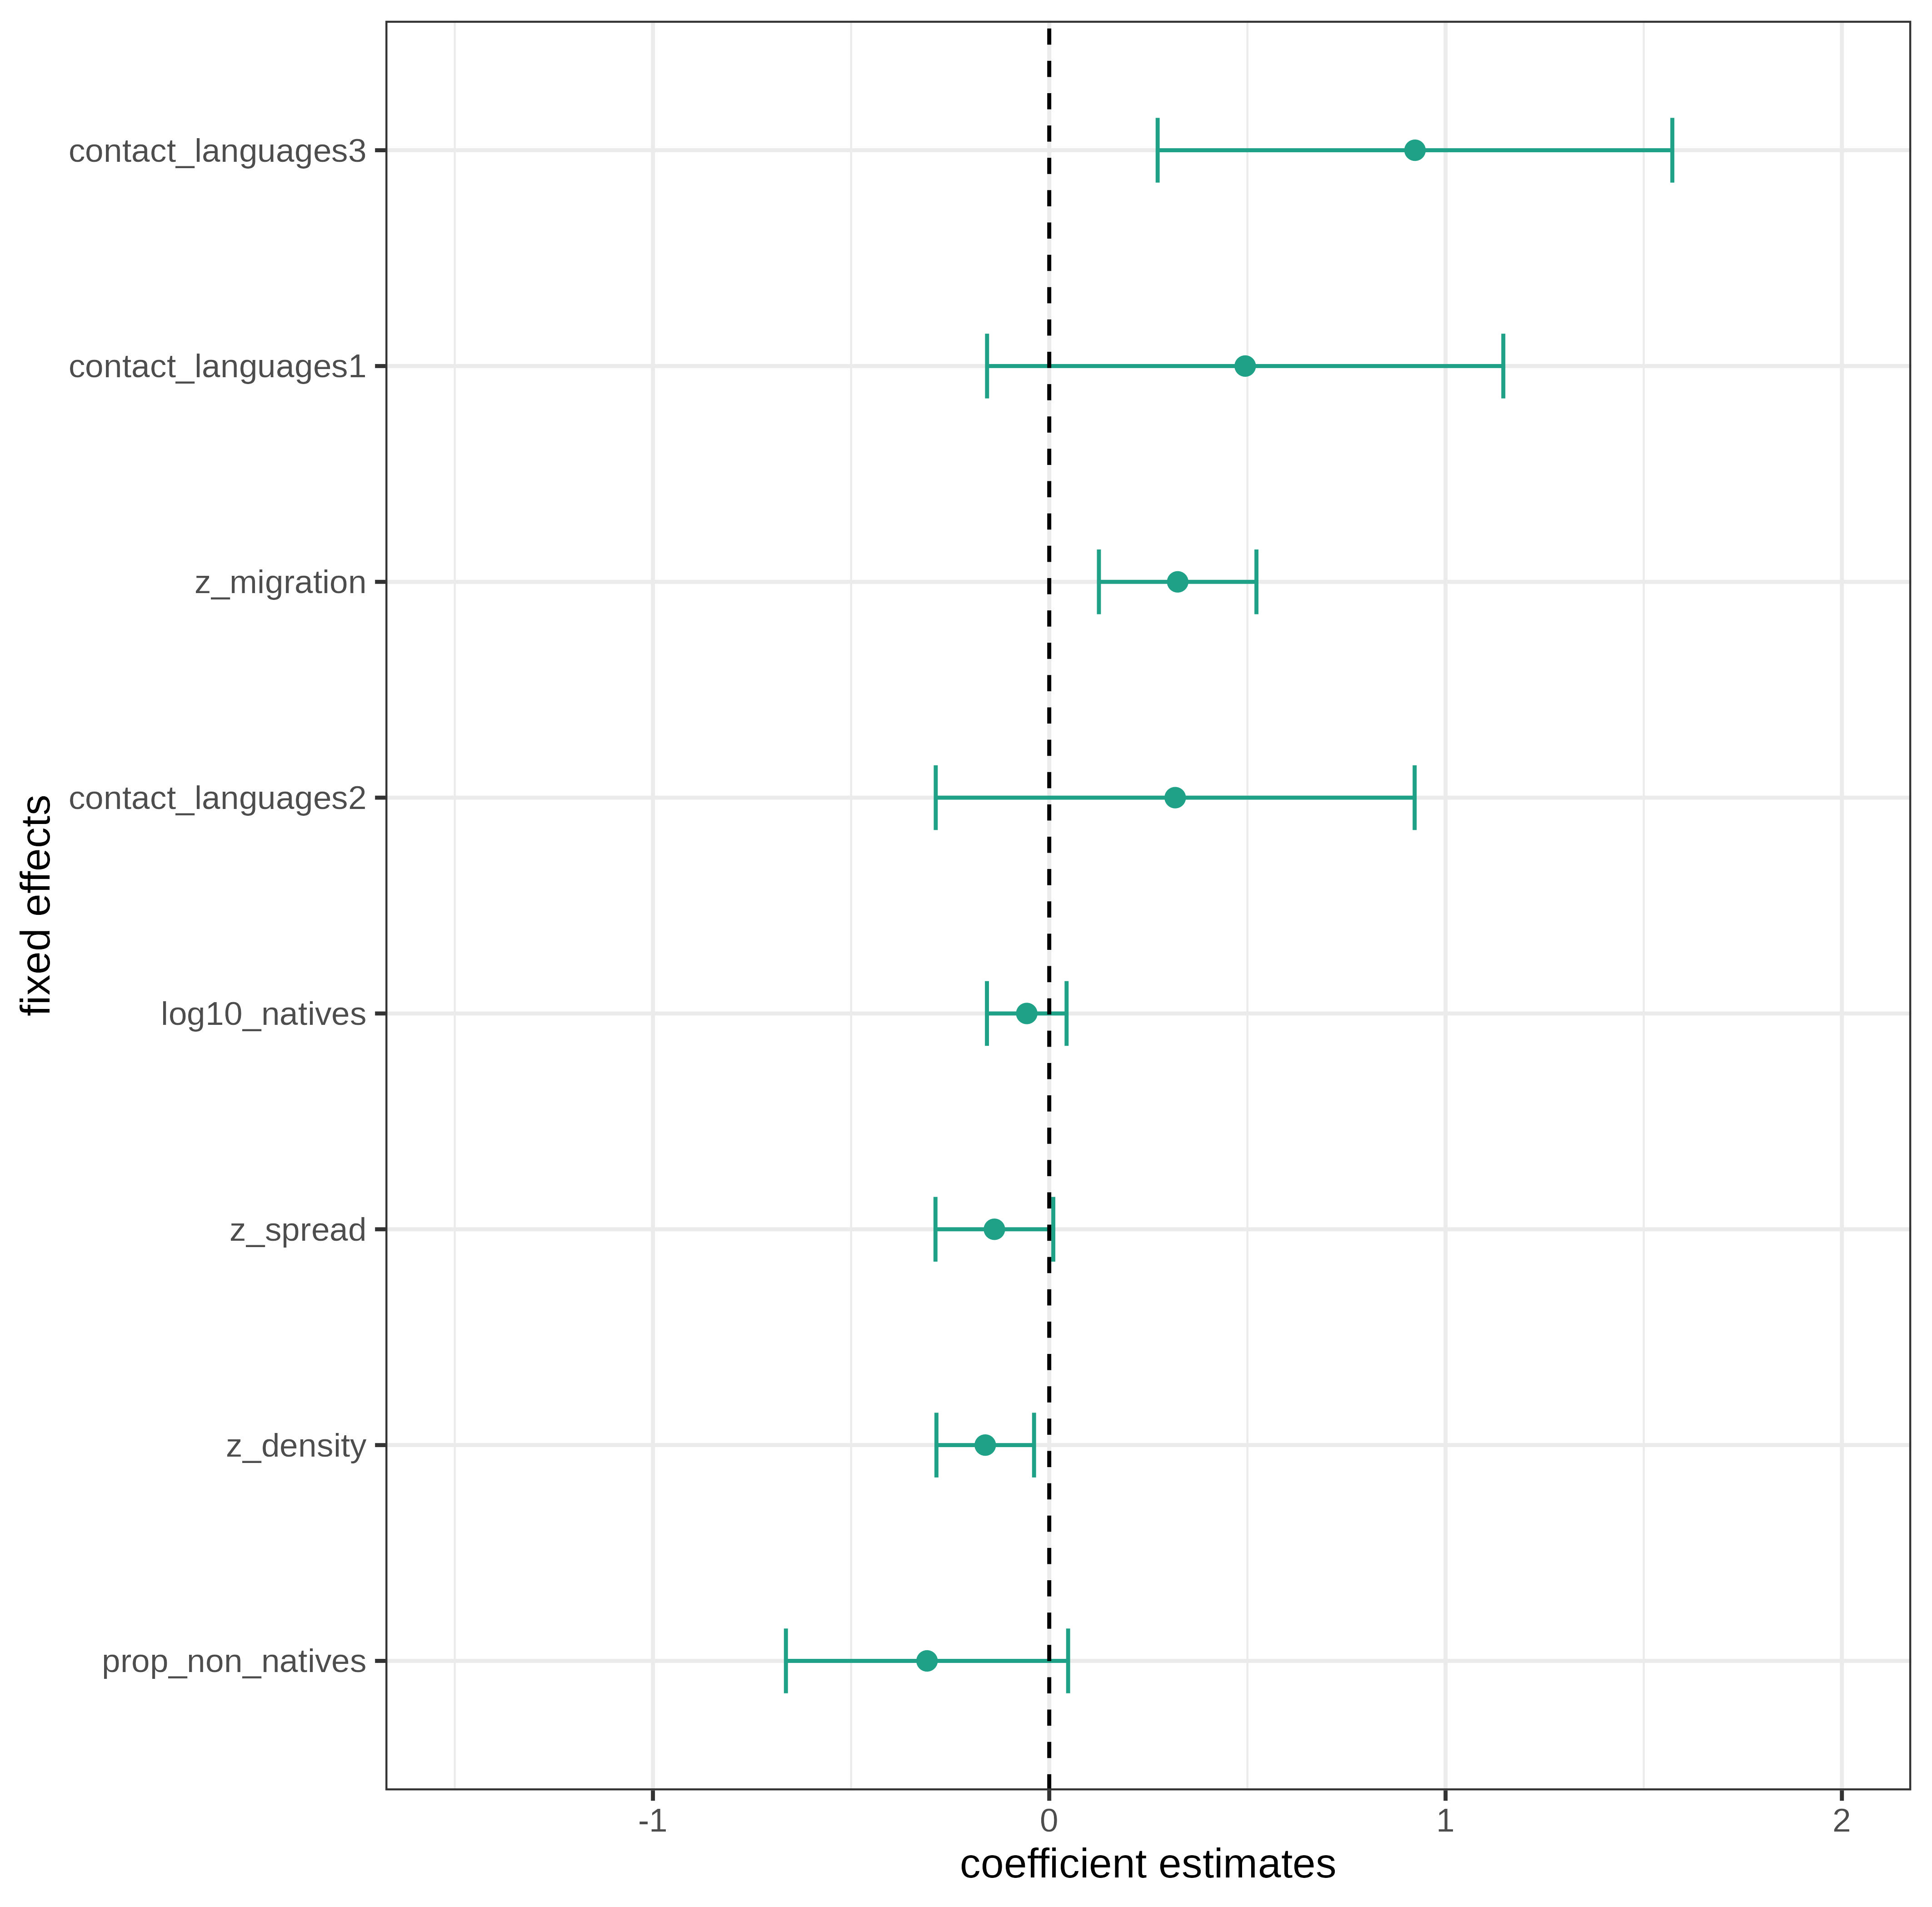 contact_languages3
contact_languages1
z_migration
contact_languages2
log10_natives
z_spread
z_density
prop_non_natives
fixed effects
-1 0 1 2
coefficient estimates